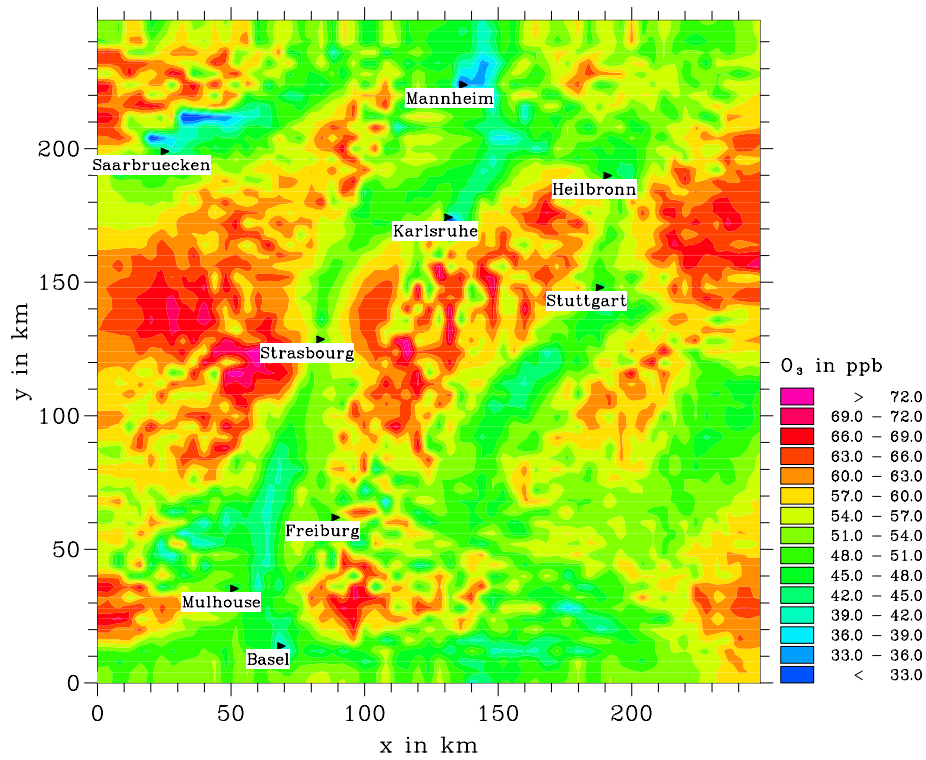 200
150
100
50
0
y in km
0 50 100 150 200
x in km
Mannheim
Saarbruecken
Heilbronn
Karlsruhe
Stuttgart
Strasbourg
Freiburg
Mulhouse
Basel
O₃ in ppb
> 72.0
69.0 – 72.0
66.0 – 69.0
63.0 – 66.0
60.0 – 63.0
57.0 – 60.0
54.0 – 57.0
51.0 – 54.0
48.0 – 51.0
45.0 – 48.0
42.0 – 45.0
39.0 – 42.0
36.0 – 39.0
33.0 – 36.0
< 33.0